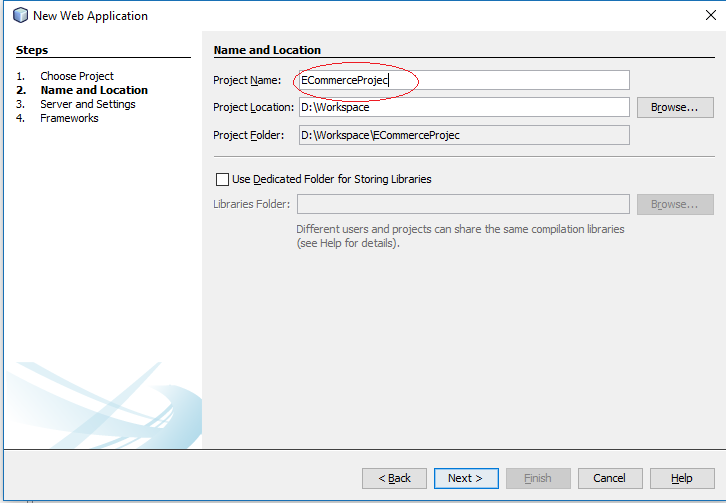 New Web Application
Steps
1. Choose Project
2. Name and Location
3. Server and Settings
4. Frameworks
Name and Location
Project Name: ECommerceProjec
Project Location: D:\Workspace Browse...
Project Folder: D:\Workspace\ECommerceProjec
Use Dedicated Folder for Storing Libraries
Libraries Folder: Browse...
Different users and projects can share the same compilation libraries
(see Help for details).
< Back Next > Finish Cancel Help